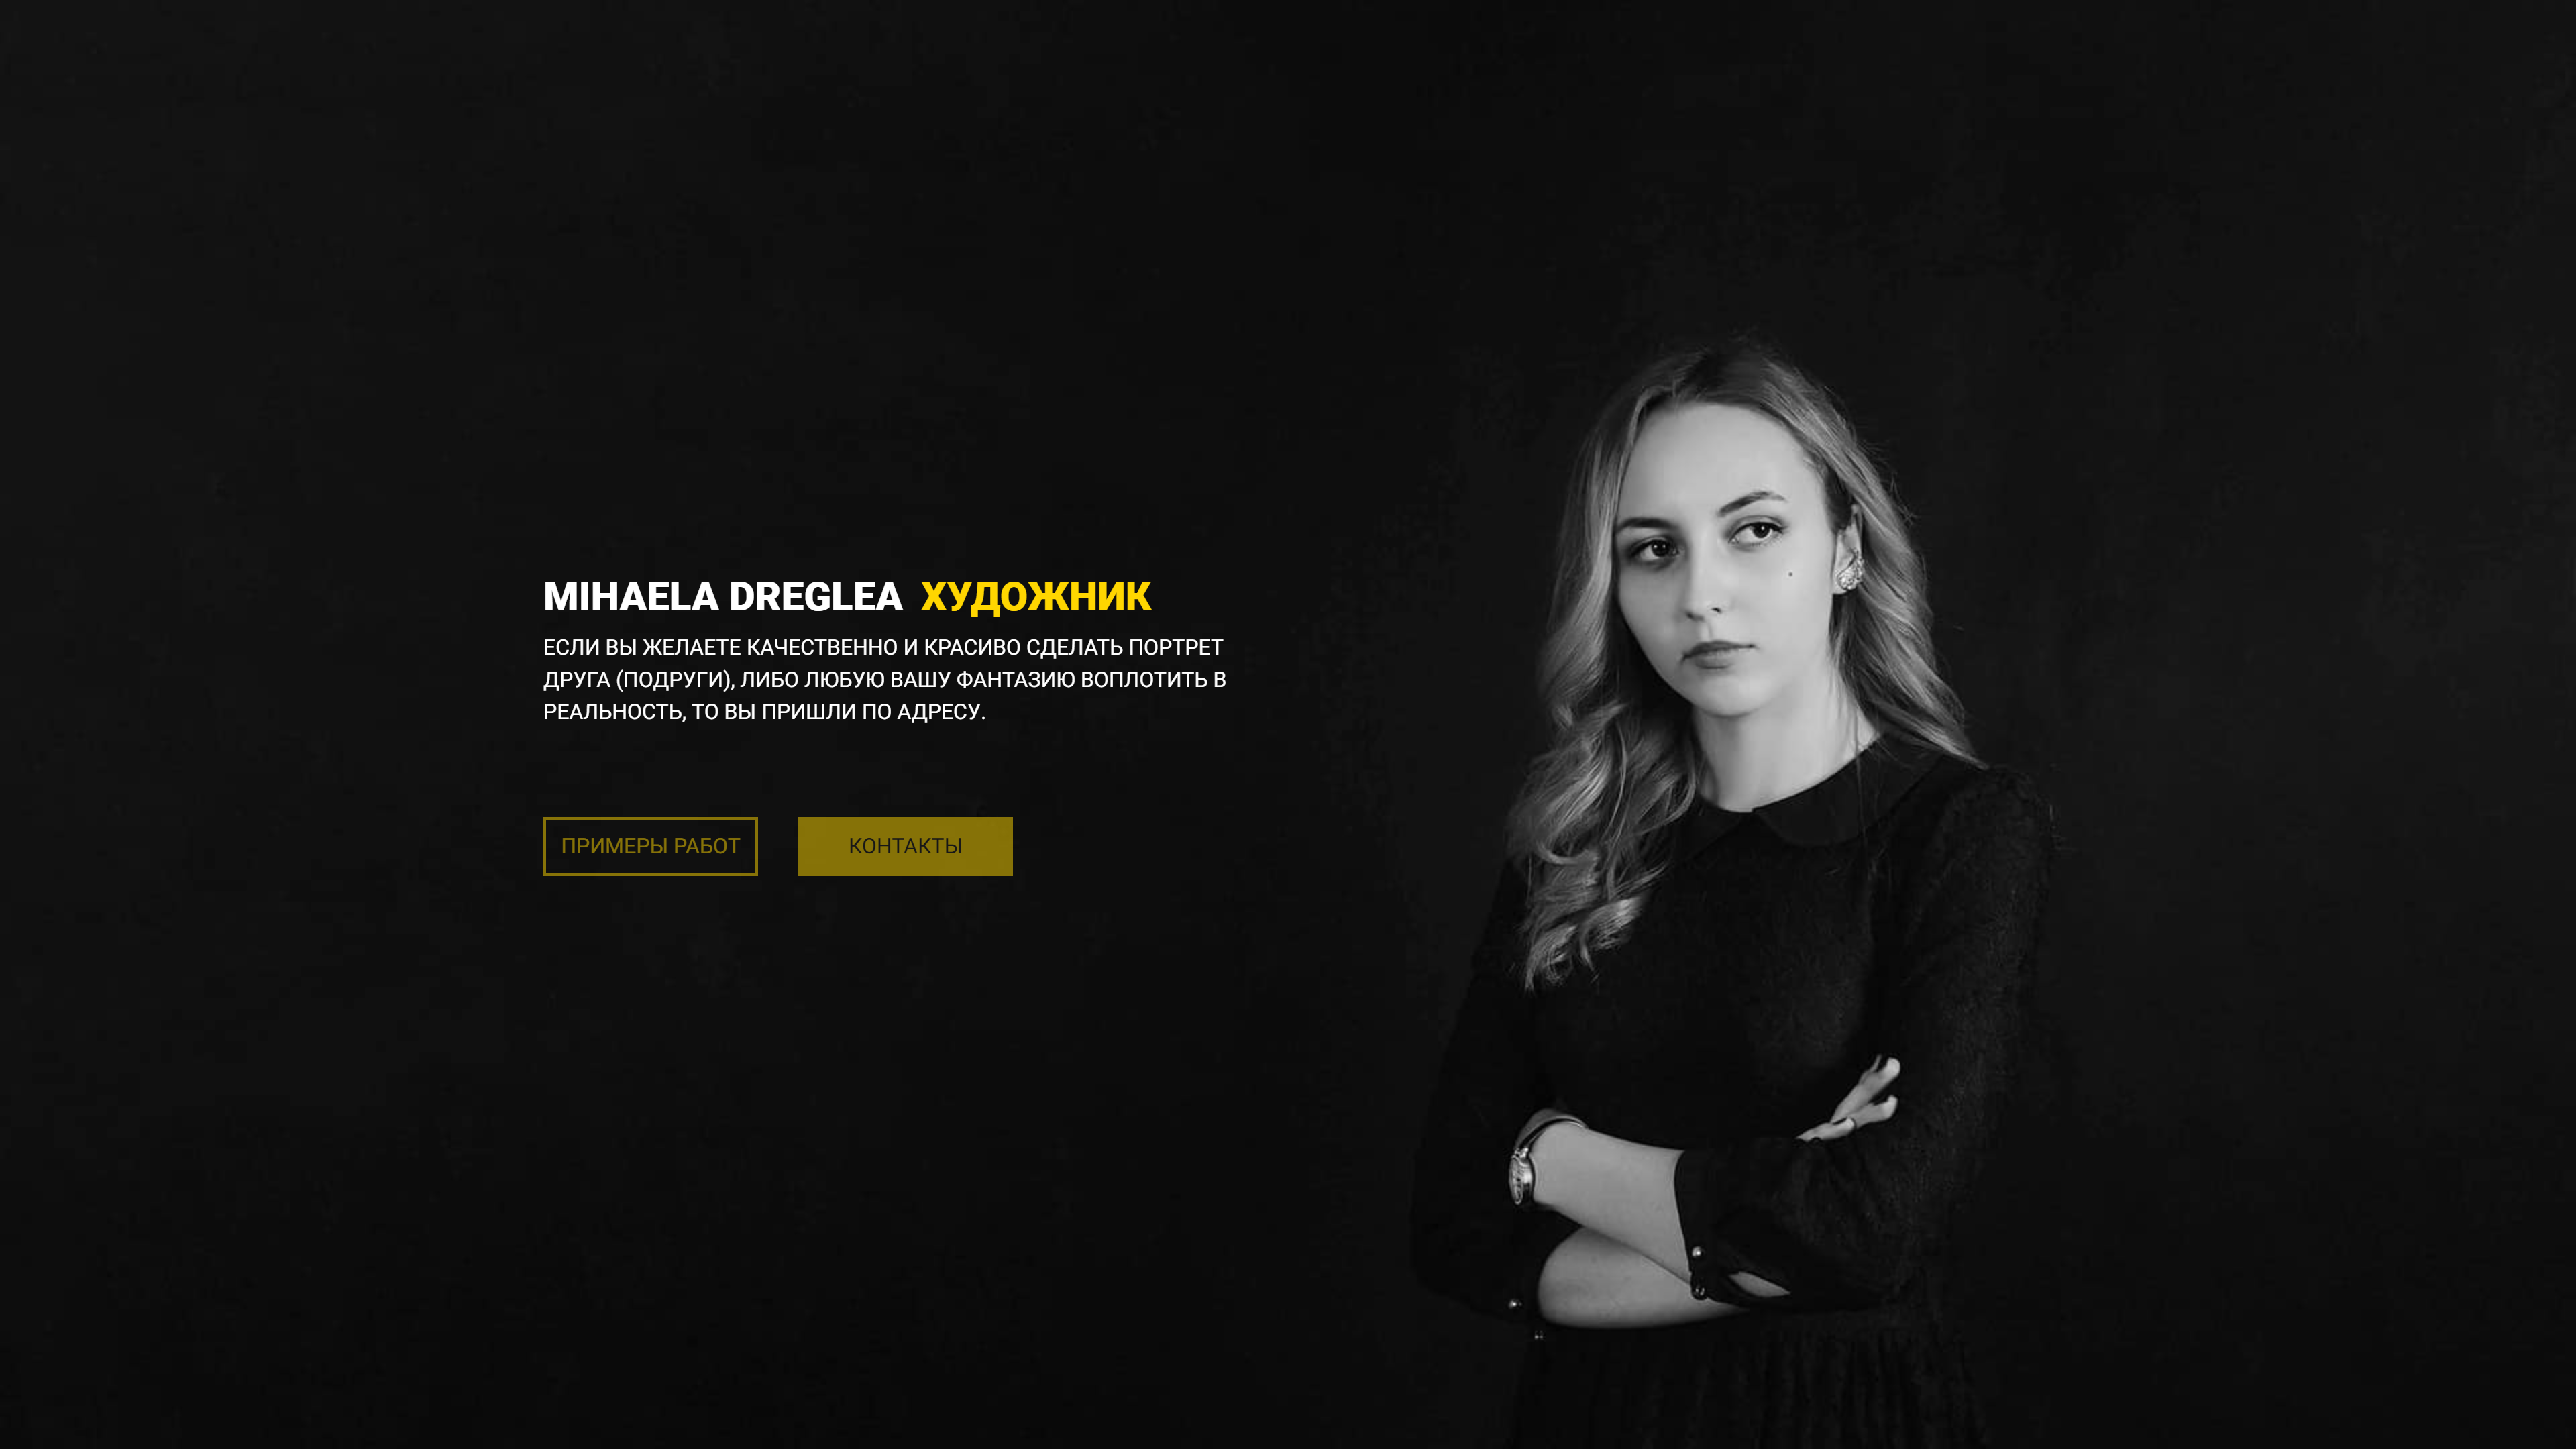 MIHAELA DREGLEA ХУДОЖНИК
ЕСЛИ ВЫ ЖЕЛАЕТЕ КАЧЕСТВЕННО И КРАСИВО СДЕЛАТЬ ПОРТРЕТ
ДРУГА (ПОДРУГИ), ЛИБО ЛЮБУЮ ВАШУ ФАНТАЗИЮ ВОПЛОТИТЬ В
РЕАЛЬНОСТЬ, ТО ВЫ ПРИШЛИ ПО АДРЕСУ.
ПРИМЕРЫ РАБОТ
КОНТАКТЫ